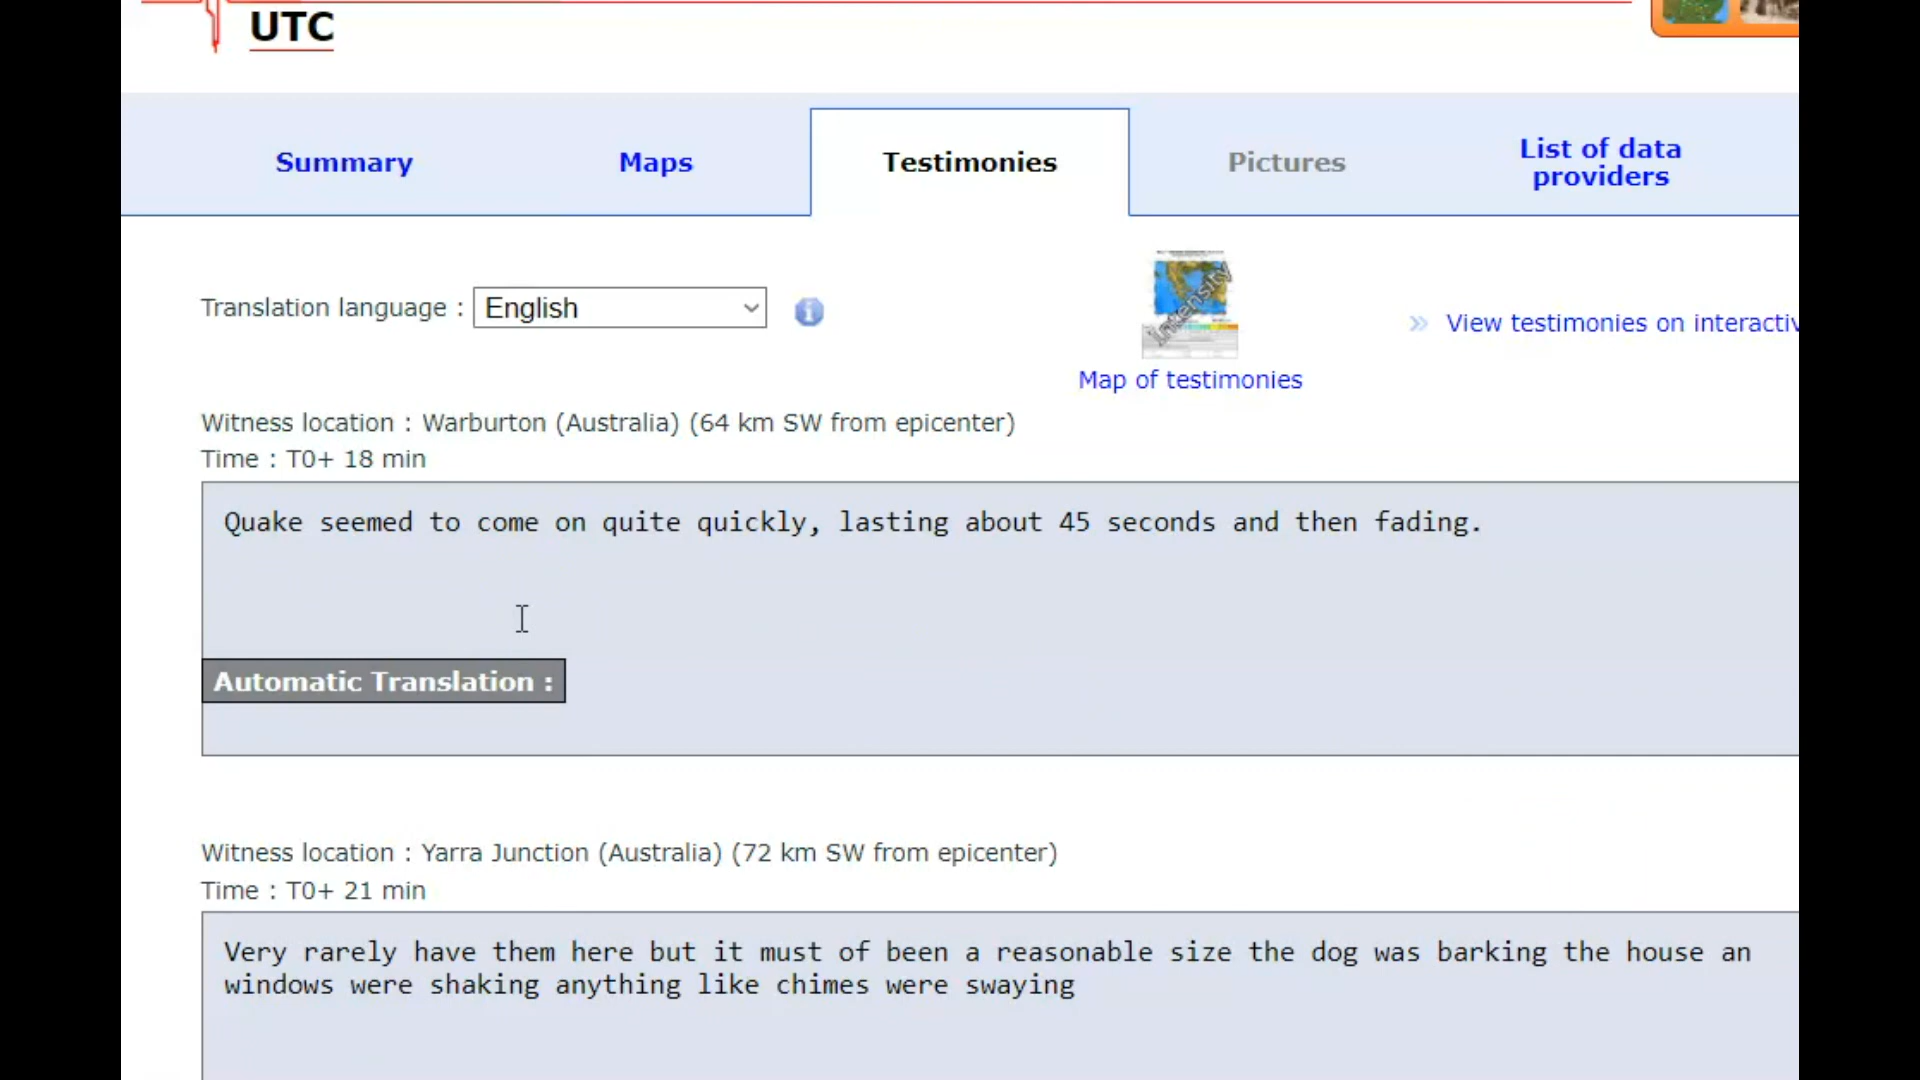 UTC
Summary
Maps
Testimonies
Pictures
List of data
providers
Translation language :
English
Intensity
Map of testimonies
View testimonies on
Witness location : Warburton (Australia) (64 km SW from epicenter)
Time : T0+ 18 min
Quake seemed to come on quite quickly, lasting about 45 seconds and then fading.
Automatic Translation :
Witness location : Yarra Junction (Australia) (72 km SW from epicenter)
Time : T0+ 21 min
Very rarely have them here but it must of been a reasonable size the dog was barking the house an
windows were shaking anything like chimes were swaying